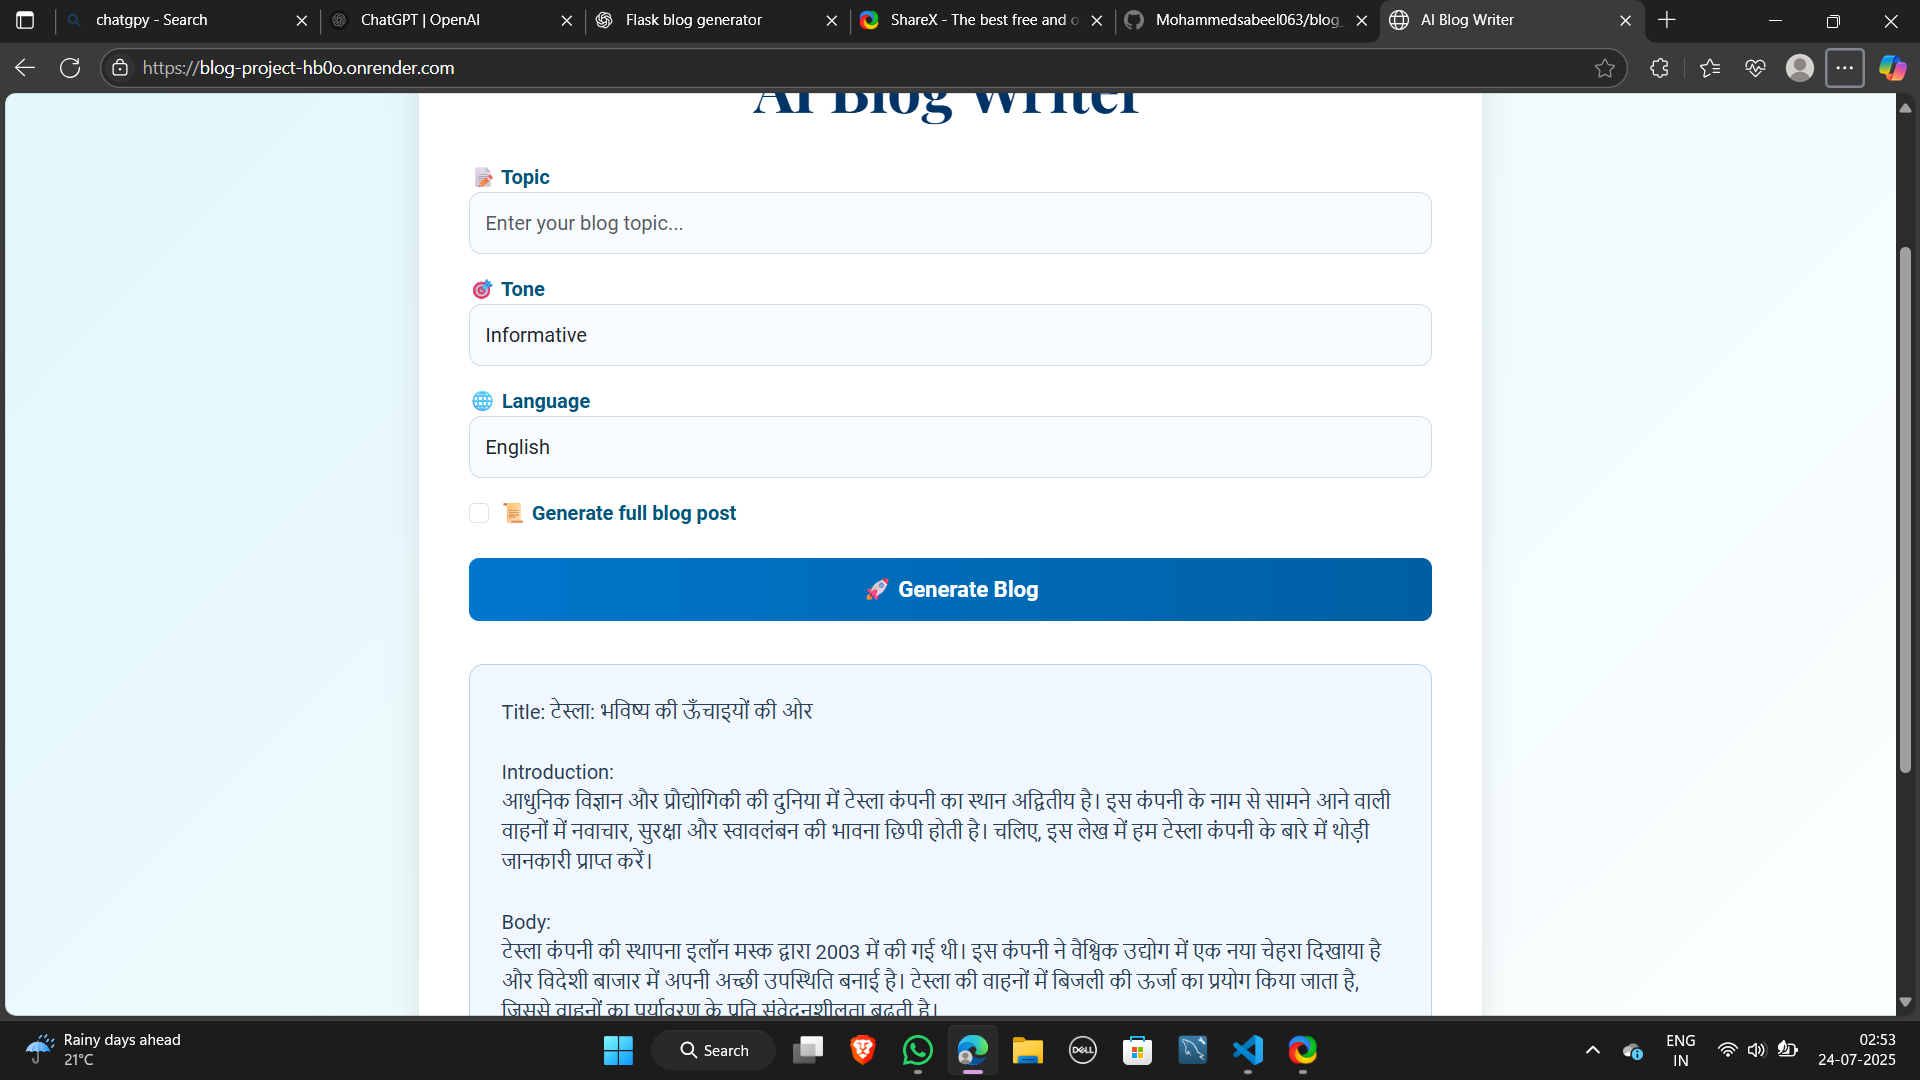 chatgpy - Search
ChatGPT | OpenAI
Flask blog generator
ShareX - The best free and o
Mohammedsabeel063/blog_
AI Blog Writer
https://blog-project-hb0o.onrender.com
AI Blog Writer
Topic
Enter your blog topic...
Tone
Informative
Language
English
Generate full blog post
Generate Blog
Title: टेस्ला: भविष्य की ऊँचाइयों की ओर
Introduction:
आधुनिक विज्ञान और प्रौद्योगिकी की दुनिया में टेस्ला कंपनी का स्थान अद्वितीय है। इस कंपनी के नाम से सामने आने वाली
वाहनों में नवाचार, सुरक्षा और स्वावलंबन की भावना छिपी होती है। चलिए, इस लेख में हम टेस्ला कंपनी के बारे में थोड़ी
जानकारी प्राप्त करें।
Body:
टेस्ला कंपनी की स्थापना इलॉन मस्क द्वारा 2003 में की गई थी। इस कंपनी ने वैश्विक उद्योग में एक नया चेहरा दिखाया है
और विदेशी बाजार में अपनी अच्छी उपस्थिति बनाई है। टेस्ला की वाहनों में बिजली की ऊर्जा का प्रयोग किया जाता है,
जिससे वाहनों का पर्यावरण के प्रति संवेदनशीलता बढ़ती है।
Rainy days ahead
21°C
Search
DELL
ENG
IN
02:53
24-07-2025